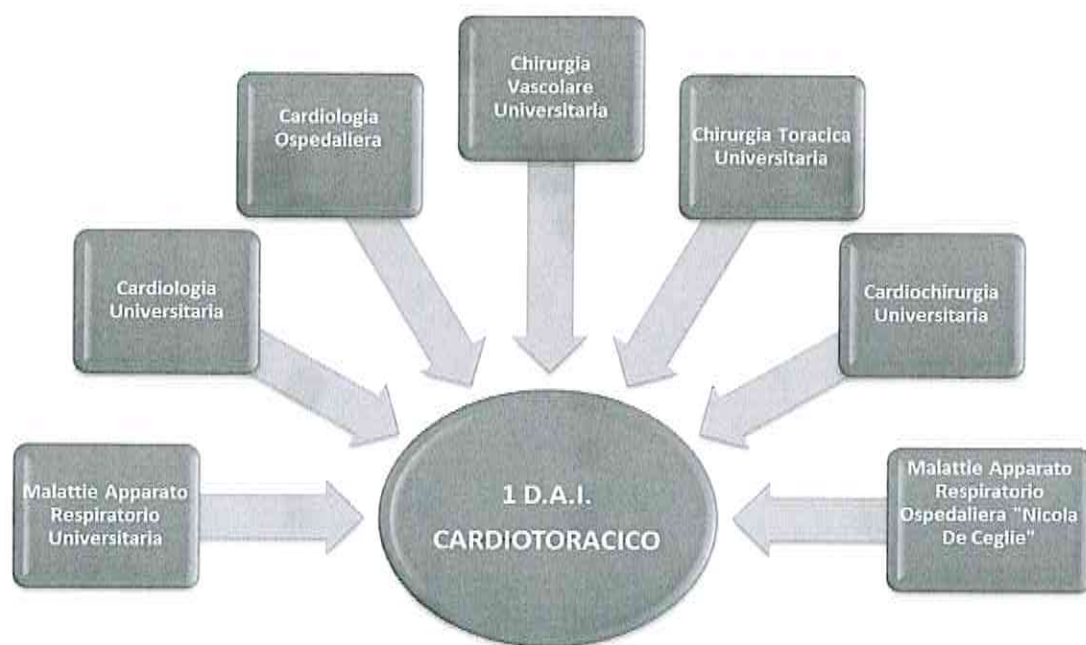 Chirurgia
Vascolare
Universitaria
Cardiologia
Ospedaliera
Chirurgia Toracica
Universitaria
Cardiologia
Universitaria
Cardiochirurgia
Universitaria
Malattie Apparato
Respiratorio
Universitaria
1 D.A.I.
CARDIOTORACICO
Malattie Apparato
Respiratorio
Ospedaliera "Nicola
De Ceglie"